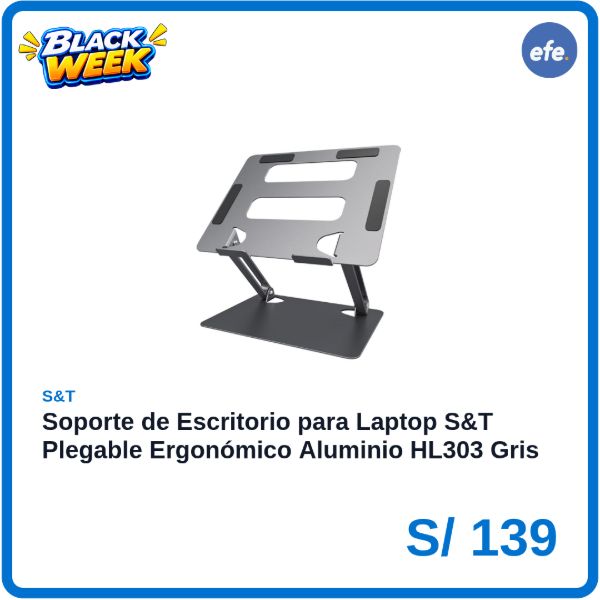 BLACK
WEEK
efe.
S&T
Soporte de Escritorio para Laptop S&T
Plegable Ergonómico Aluminio HL303 Gris
S/ 139